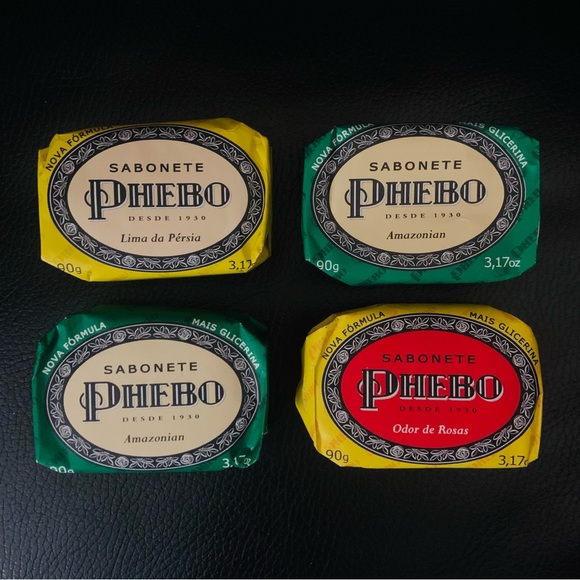 NOVA FÓRMULA
SABONETE
PHEBO
DESDE 1930
Lima da Pérsia
90g
NOVA FÓRMULA MAIS GLICERINA
SABONETE
PHEBO
DESDE 1930
Amazonian
90g 3,17oz
NOVA FÓRMULA MAIS GLICERINA
SABONETE
PHEBO
DESDE 1930
Amazonian
90g
NOVA FÓRMULA MAIS GLICERINA
SABONETE
PHEBO
DESDE 1930
Odor de Rosas
90g 3,17